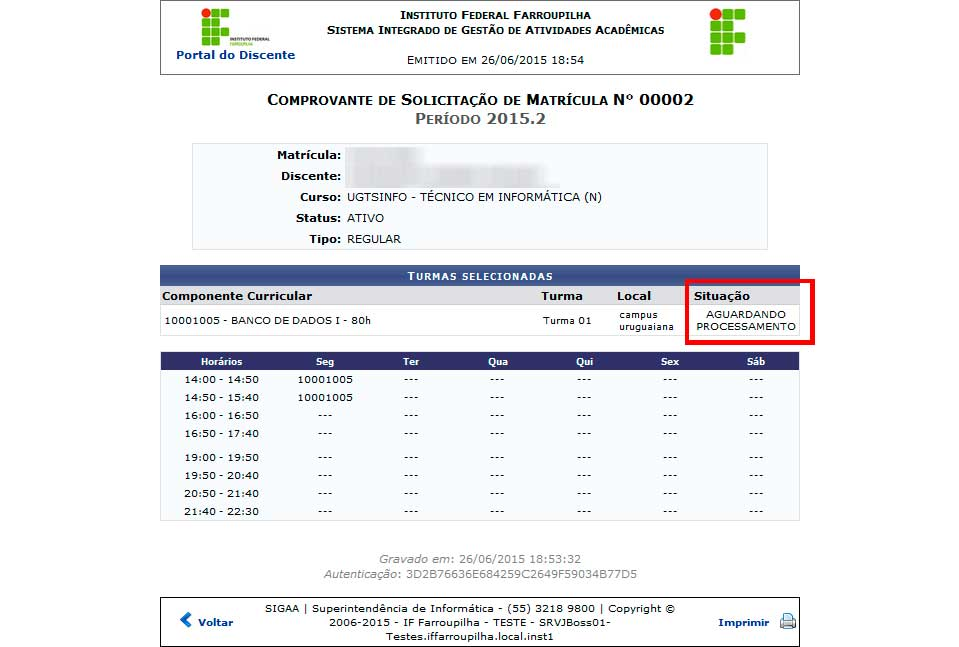 INSTITUTO FEDERAL
FARROUPILHA
Portal do Discente
INSTITUTO FEDERAL FARROUPILHA
SISTEMA INTEGRADO DE GESTÃO DE ATIVIDADES ACADÊMICAS
EMITIDO EM 26/06/2015 18:54
COMPROVANTE DE SOLICITAÇÃO DE MATRÍCULA Nº 00002
PERÍODO 2015.2
Matrícula:
Discente:
Curso: UGTSINFO - TÉCNICO EM INFORMÁTICA (N)
Status: ATIVO
Tipo: REGULAR
TURMAS SELECIONADAS
Componente Curricular Turma Local Situação
10001005 - BANCO DE DADOS I - 80h Turma 01 campus uruguaiana AGUARDANDO PROCESSAMENTO
Horários Seg Ter Qua Qui Sex Sáb
14:00 - 14:50 10001005 --- --- --- --- ---
14:50 - 15:40 10001005 --- --- --- --- ---
16:00 - 16:50 --- --- --- --- --- ---
16:50 - 17:40 --- --- --- --- --- ---
19:00 - 19:50 --- --- --- --- --- ---
19:50 - 20:40 --- --- --- --- --- ---
20:50 - 21:40 --- --- --- --- --- ---
21:40 - 22:30 --- --- --- --- --- ---
Gravado em: 26/06/2015 18:53:32
Autenticação: 3D2B76636E684259C2649F59034B77D5
Voltar
SIGAA | Superintendência de Informática - (55) 3218 9800 | Copyright ©
2006-2015 - IF Farroupilha - TESTE - SRVJBoss01-
Testes.iffarroupilha.local.inst1
Imprimir